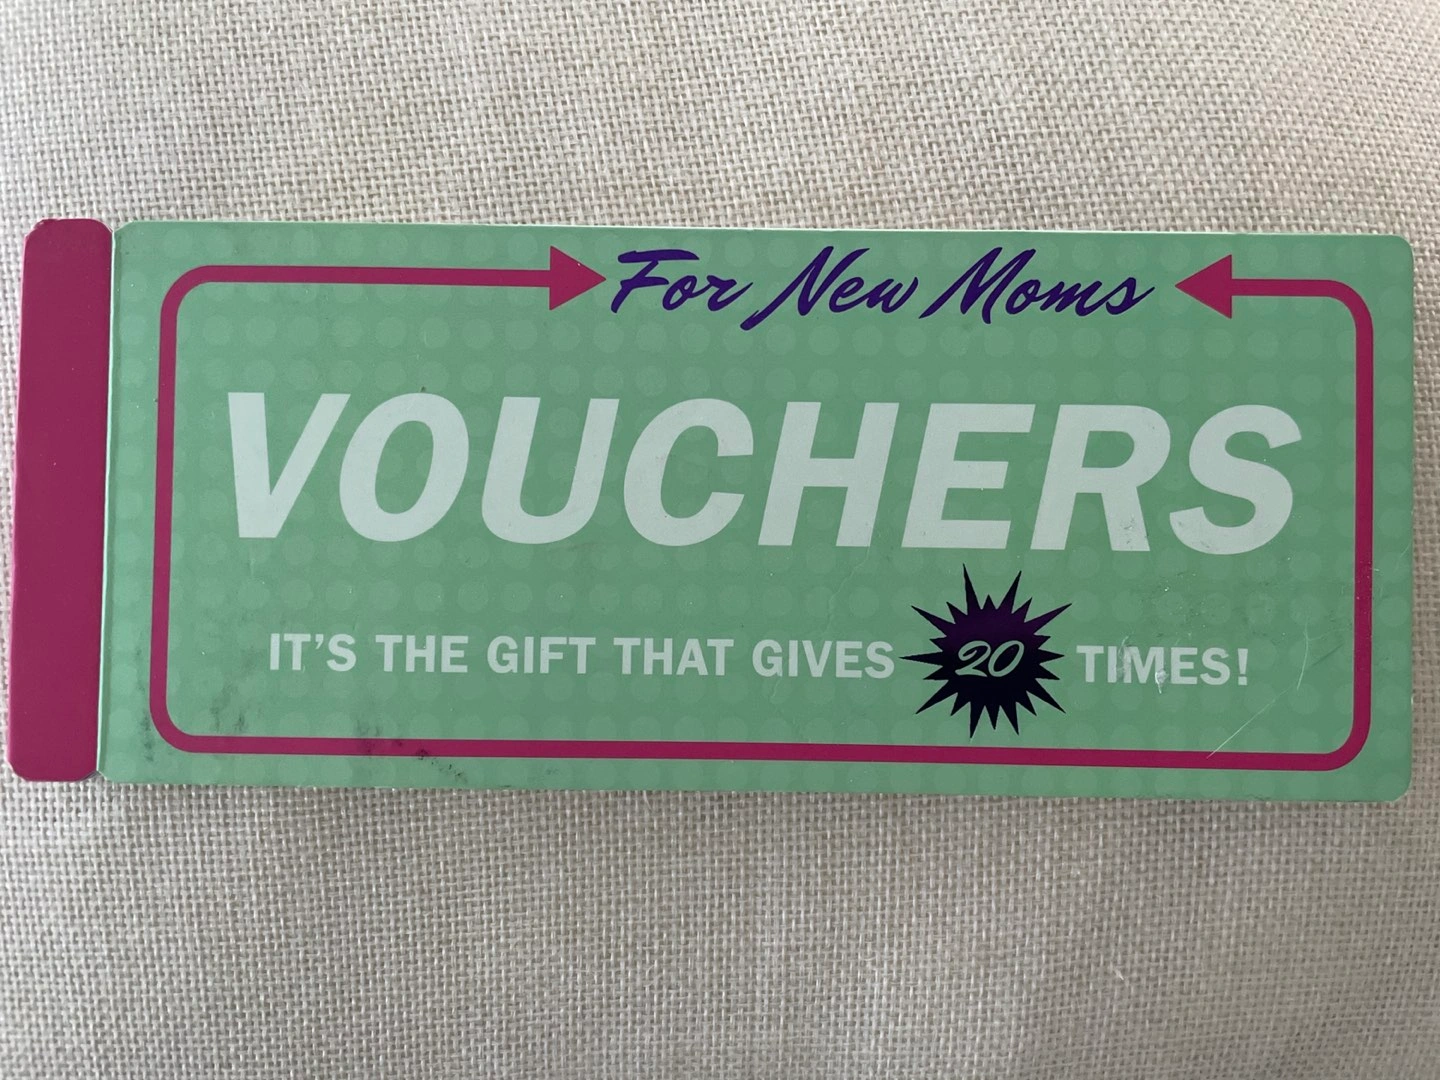 For New Moms
VOUCHERS
IT'S THE GIFT THAT GIVES 20 TIMES!